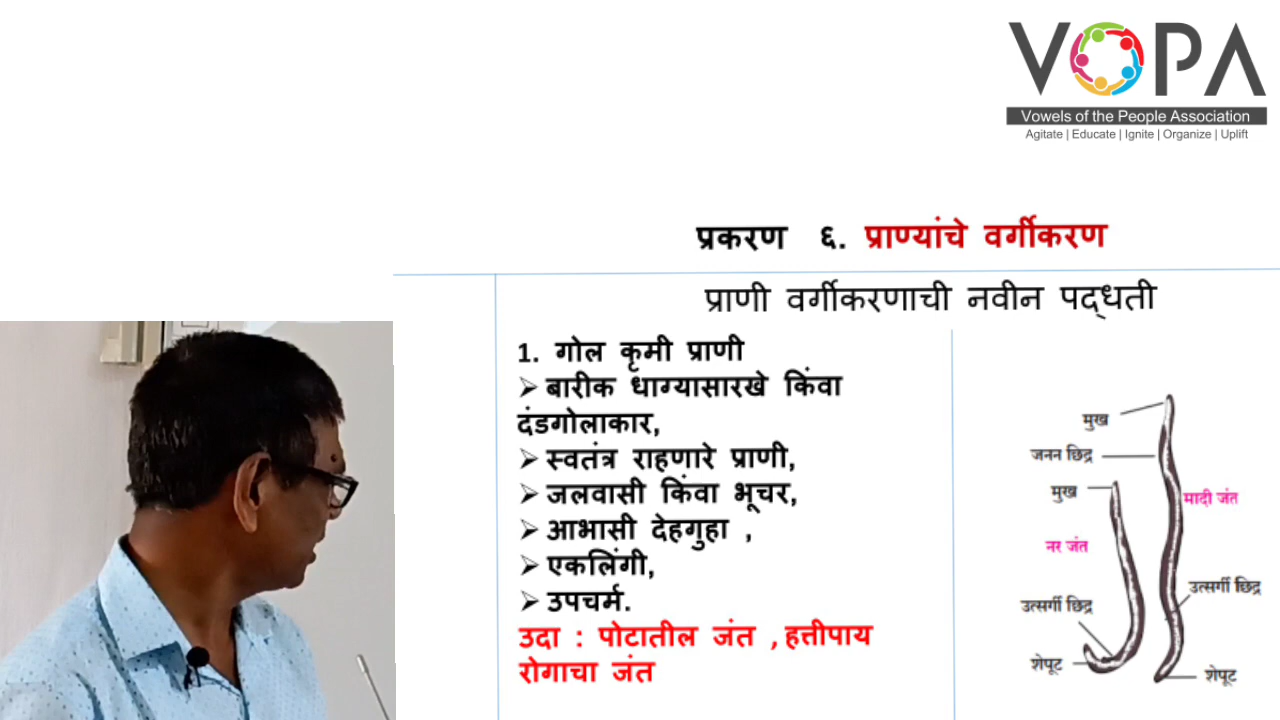 VOPA
Vowels of the People Association
Agitate | Educate | Ignite | Organize | Uplift
प्रकरण ६. प्राण्यांचे वर्गीकरण
प्राणी वर्गीकरणाची नवीन पद्धती
1. गोल कृमी प्राणी
➢ बारीक धाग्यासारखे किंवा
दंडगोलाकार,
➢ स्वतंत्र राहणारे प्राणी,
➢ जलवासी किंवा भूचर,
➢ आभासी देहगुहा ,
➢ एकलिंगी,
➢ उपचर्म.
उदा : पोटातील जंत , हत्तीपाय
रोगाचा जंत
मुख
जनन छिद्र
मुख
मादी जंत
नर जंत
उत्सर्गी छिद्र
उत्सर्गी छिद्र
शेपूट
शेपूट